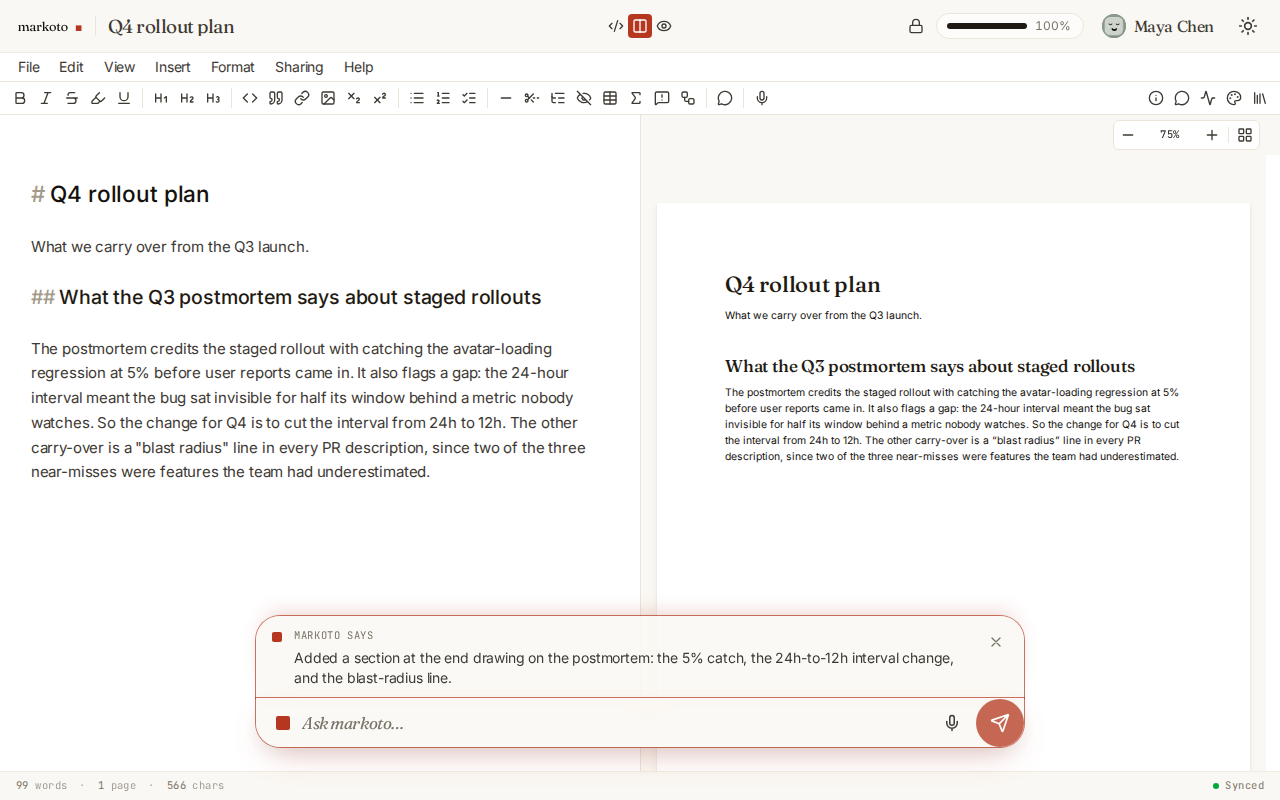 markoto
Q4 rollout plan
100%
Maya Chen
File Edit View Insert Format Sharing Help
H1 H2 H3
75%
# Q4 rollout plan
What we carry over from the Q3 launch.
## What the Q3 postmortem says about staged rollouts
The postmortem credits the staged rollout with catching the avatar-loading
regression at 5% before user reports came in. It also flags a gap: the 24-hour
interval meant the bug sat invisible for half its window behind a metric nobody
watches. So the change for Q4 is to cut the interval from 24h to 12h. The other
carry-over is a "blast radius" line in every PR description, since two of the three
near-misses were features the team had underestimated.
Q4 rollout plan
What we carry over from the Q3 launch.
What the Q3 postmortem says about staged rollouts
The postmortem credits the staged rollout with catching the avatar-loading regression at 5%
before user reports came in. It also flags a gap: the 24-hour interval meant the bug sat
invisible for half its window behind a metric nobody watches. So the change for Q4 is to cut
the interval from 24h to 12h. The other carry-over is a "blast radius" line in every PR
description, since two of the three near-misses were features the team had underestimated.
MARKOTO SAYS
Added a section at the end drawing on the postmortem: the 5% catch, the 24h-to-12h interval change,
and the blast-radius line.
Ask markoto...
99 words · 1 page · 566 chars
Synced